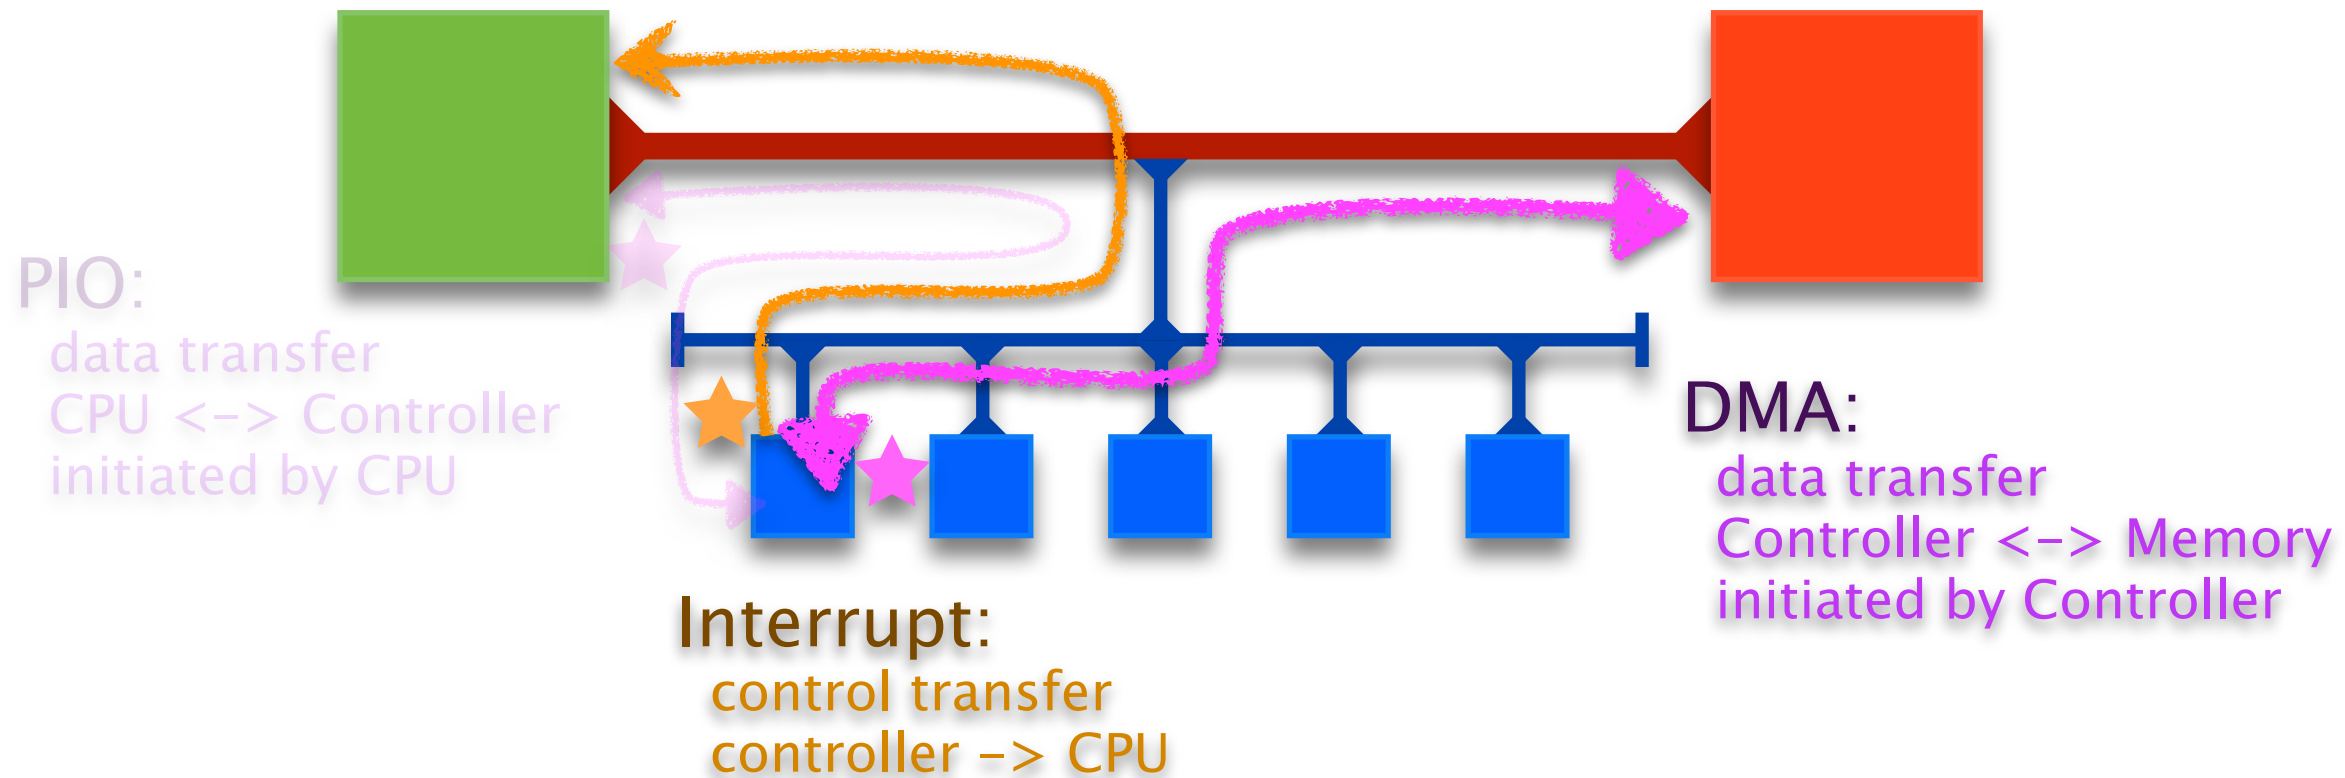 PIO:
data transfer
CPU <-> Controller
initiated by CPU
Interrupt:
control transfer
controller -> CPU
DMA:
data transfer
Controller <-> Memory
initiated by Controller